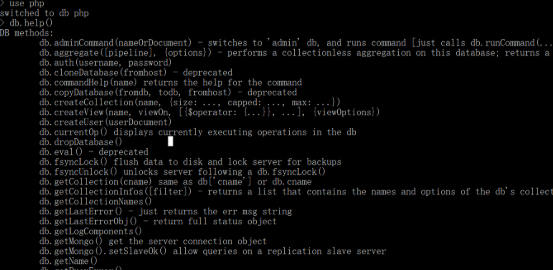 > use php
switched to db php
> db.help()
DB methods:
db.adminCommand(nameOrDocument) - switches to 'admin' db, and runs command [just calls db.runCommand(...
db.aggregate([pipeline], {options}) - performs a collectionless aggregation on this database; returns a
db.auth(username, password)
db.cloneDatabase(fromhost) - deprecated
db.commandHelp(name) returns the help for the command
db.copyDatabase(fromdb, todb, fromhost) - deprecated
db.createCollection(name, {size: ..., capped: ..., max: ...})
db.createView(name, viewOn, [{$operator: {...}}, ...], {viewOptions})
db.createUser(userDocument)
db.currentOp() displays currently executing operations in the db
db.dropDatabase()
db.eval() - deprecated
db.fsyncLock() flush data to disk and lock server for backups
db.fsyncUnlock() unlocks server following a db.fsyncLock()
db.getCollection(cname) same as db['cname'] or db.cname
db.getCollectionInfos([filter]) - returns a list that contains the names and options of the db's collect
db.getCollectionNames()
db.getLastError() - just returns the err msg string
db.getLastErrorObj() - return full status object
db.getLogComponents()
db.getMongo() get the server connection object
db.getMongo().setSlaveOk() allow queries on a replication slave server
db.getName()